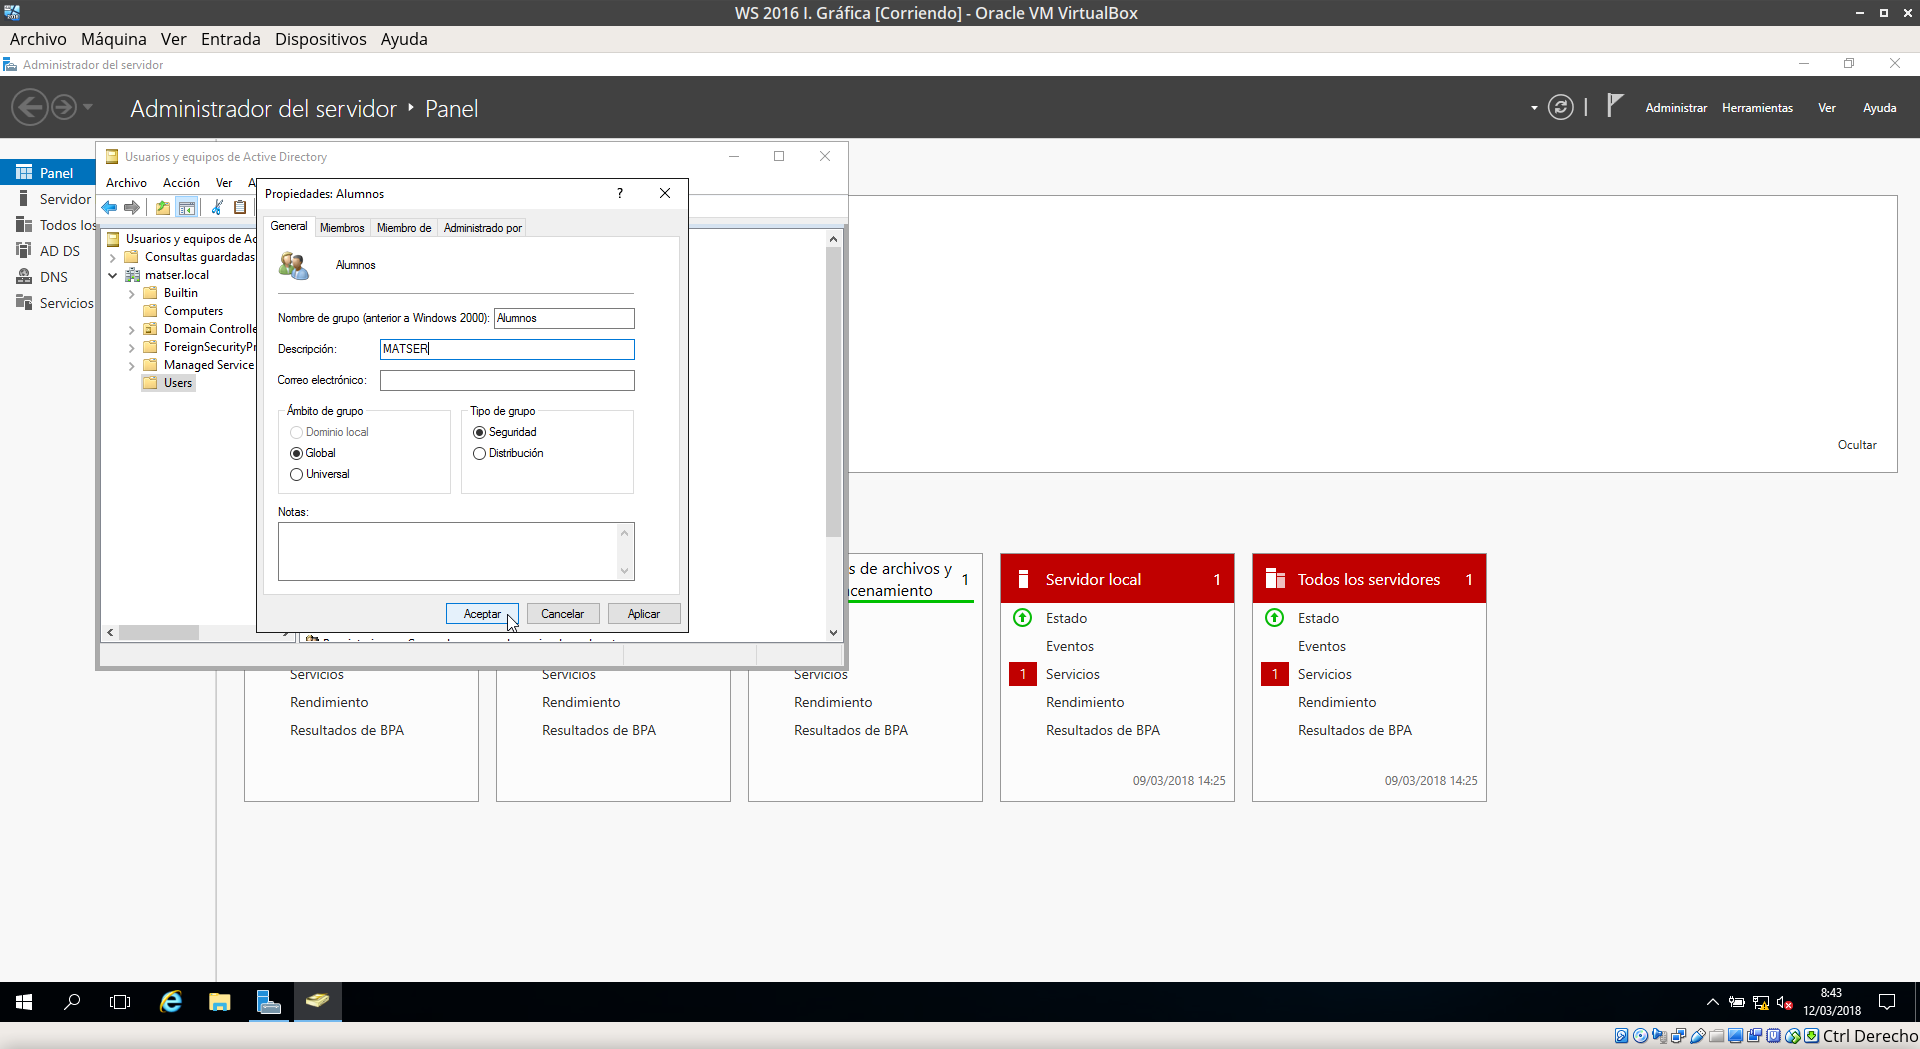 WS 2016 I. Gráfica [Corriendo] - Oracle VM VirtualBox
Archivo Máquina Ver Entrada Dispositivos Ayuda
Administrador del servidor
Administrador del servidor ‣ Panel
Administrar Herramientas Ver Ayuda
Panel
Servidor
Todos los
AD DS
DNS
Servicios
Usuarios y equipos de Active Directory
Archivo Acción Ver A
Usuarios y equipos de Ac
Consultas guardadas
matser.local
Builtin
Computers
Domain Controlle
ForeignSecurityPr
Managed Service
Users
Propiedades: Alumnos ?
General Miembros Miembro de Administrado por
Alumnos
Nombre de grupo (anterior a Windows 2000): Alumnos
Descripción: MATSER
Correo electrónico:
Ámbito de grupo
Dominio local
Global
Universal
Tipo de grupo
Seguridad
Distribución
Notas:
Aceptar Cancelar Aplicar
Ocultar
s de archivos y
cenamiento
1
Servicios
Rendimiento
Resultados de BPA
Servicios
Rendimiento
Resultados de BPA
Servicios
Rendimiento
Resultados de BPA
Servidor local 1
Estado
Eventos
1 Servicios
Rendimiento
Resultados de BPA
09/03/2018 14:25
Todos los servidores 1
Estado
Eventos
1 Servicios
Rendimiento
Resultados de BPA
09/03/2018 14:25
8:43
12/03/2018
Ctrl Derecho